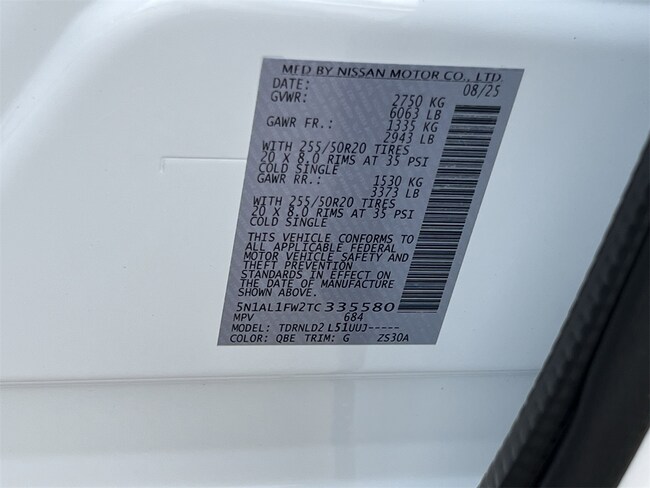 MFD BY NISSAN MOTOR CO., LTD.
DATE: 08/25
GVWR: 2750 KG
6063 LB
GAWR FR.: 1335 KG
2943 LB
WITH 255/50R20 TIRES
20 X 8.0 RIMS AT 35 PSI
COLD SINGLE
GAWR RR.: 1530 KG
3373 LB
WITH 255/50R20 TIRES
20 X 8.0 RIMS AT 35 PSI
COLD SINGLE
THIS VEHICLE CONFORMS TO
ALL APPLICABLE FEDERAL
MOTOR VEHICLE SAFETY AND
THEFT PREVENTION
STANDARDS IN EFFECT ON
THE DATE OF MANUFACTURE
SHOWN ABOVE.
5N1AL1FW2TC335580
MPV 684
MODEL: TDRNLD2 L51UUJ-----
COLOR: QBE TRIM: G ZS30A